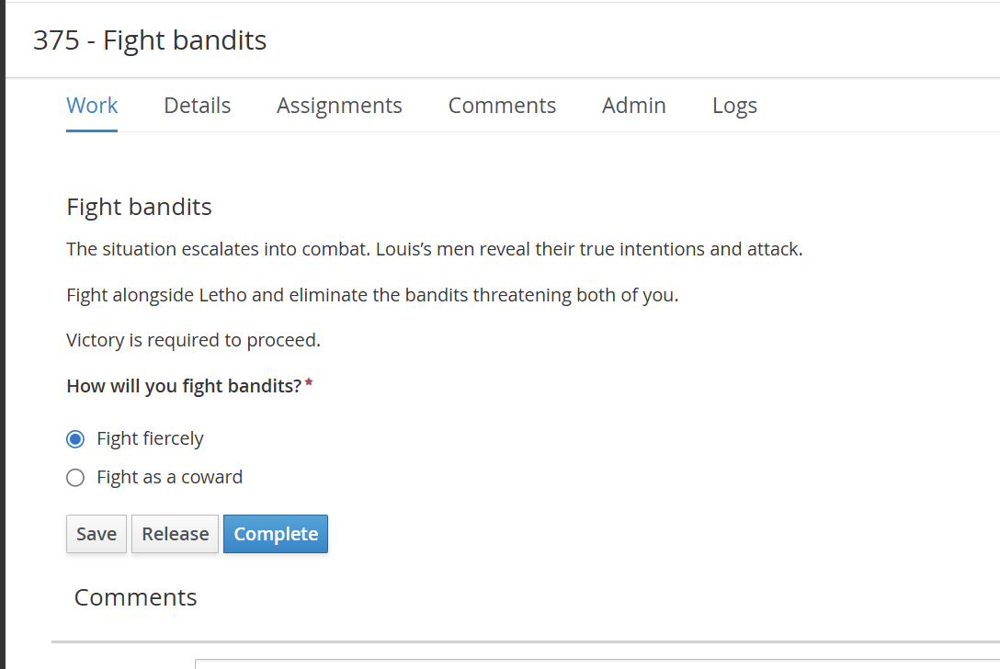 375 - Fight bandits
Work Details Assignments Comments Admin Logs
Fight bandits
The situation escalates into combat. Louis’s men reveal their true intentions and attack.
Fight alongside Letho and eliminate the bandits threatening both of you.
Victory is required to proceed.
How will you fight bandits?*
Fight fiercely
Fight as a coward
Save Release Complete
Comments